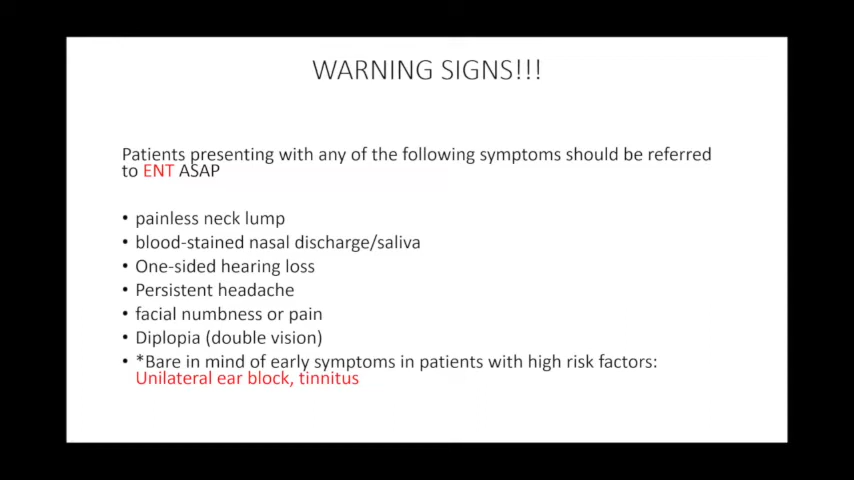 WARNING SIGNS!!!
Patients presenting with any of the following symptoms should be referred
to ENT ASAP
• painless neck lump
• blood-stained nasal discharge/saliva
• One-sided hearing loss
• Persistent headache
• facial numbness or pain
• Diplopia (double vision)
• *Bare in mind of early symptoms in patients with high risk factors:
Unilateral ear block, tinnitus